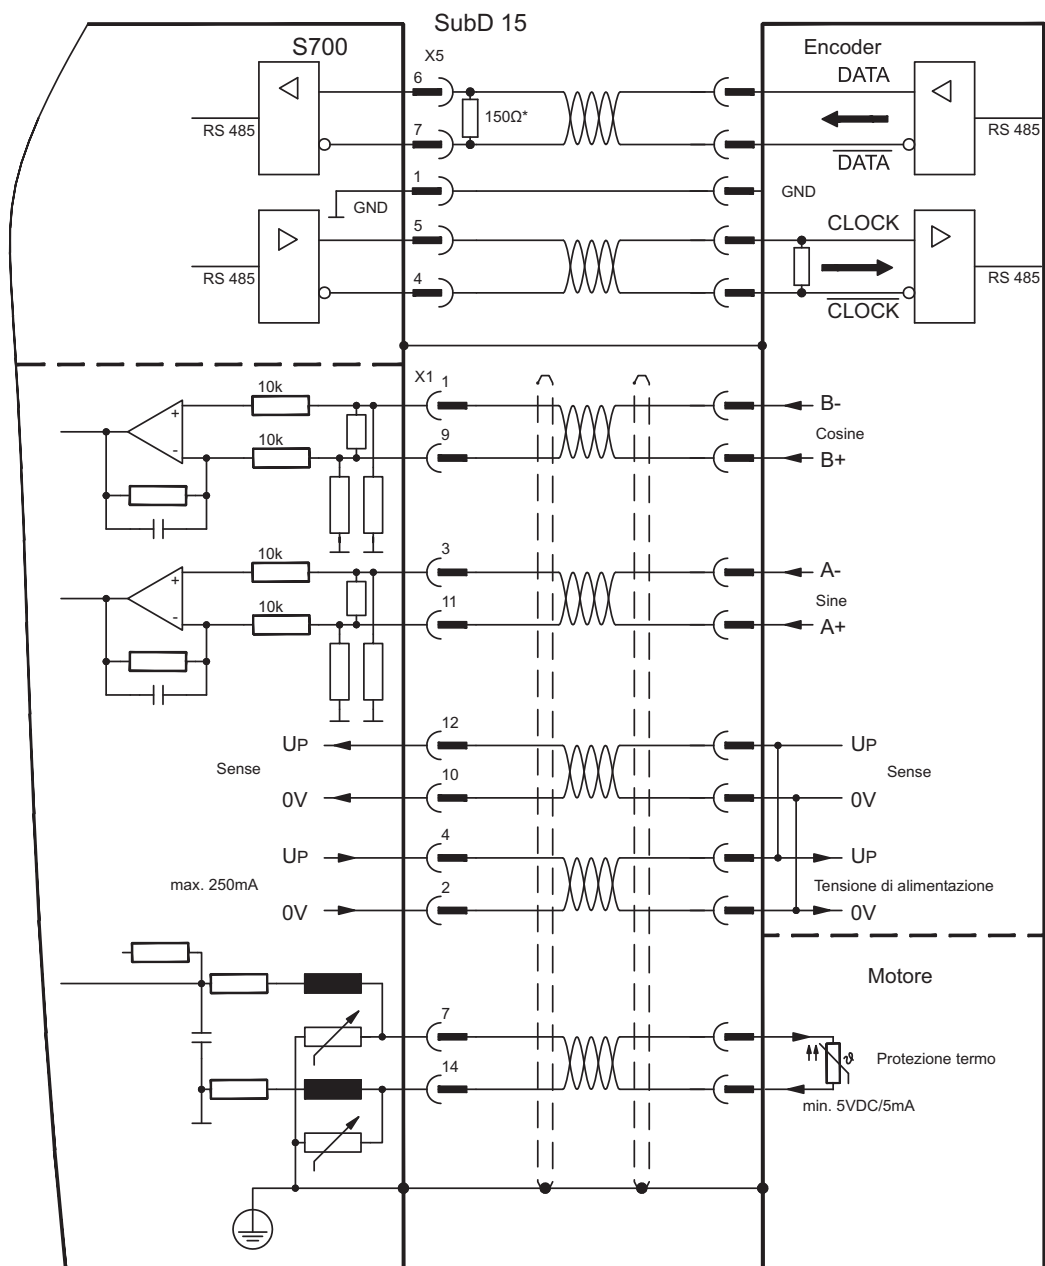 SubD 15
S700
X5
Encoder
6
DATA
150Ω*
RS 485
RS 485
7
DATA
1
GND
GND
5
CLOCK
RS 485
RS 485
4
CLOCK
X1
1
10k
B-
+
Cosine
10k
9
-
B+
3
10k
A-
+
Sine
10k
11
-
A+
12
UP
UP
Sense
Sense
10
0V
0V
4
UP
UP
max. 250mA
Tensione di alimentazione
2
0V
0V
Motore
7
ϑ
Protezione termo
14
min. 5VDC/5mA